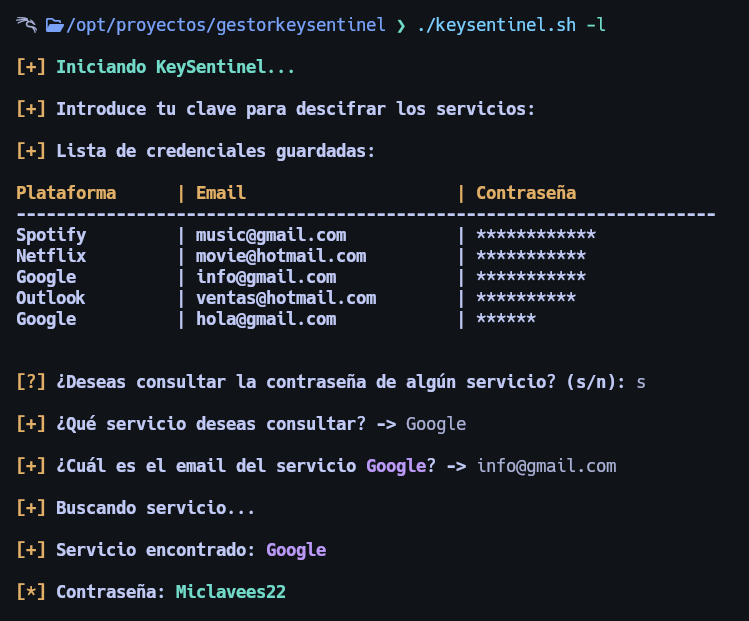 /opt/proyectos/gestorkeysentinel ❯ ./keysentinel.sh -l
[+] Iniciando KeySentinel...
[+] Introduce tu clave para descifrar los servicios:
[+] Lista de credenciales guardadas:
Plataforma      | Email                     | Contraseña
----------------------------------------------------------------------
Spotify         | music@gmail.com           | ************
Netflix         | movie@hotmail.com         | ***********
Google          | info@gmail.com            | ***********
Outlook         | ventas@hotmail.com        | **********
Google          | hola@gmail.com            | ******
[?] ¿Deseas consultar la contraseña de algún servicio? (s/n): s
[+] ¿Qué servicio deseas consultar? -> Google
[+] ¿Cuál es el email del servicio Google? -> info@gmail.com
[+] Buscando servicio...
[+] Servicio encontrado: Google
[*] Contraseña: Miclavees22